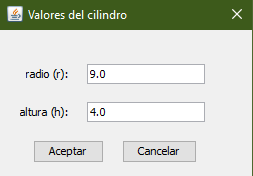 Valores del cilindro
radio (r): 9.0
altura (h): 4.0
Aceptar Cancelar